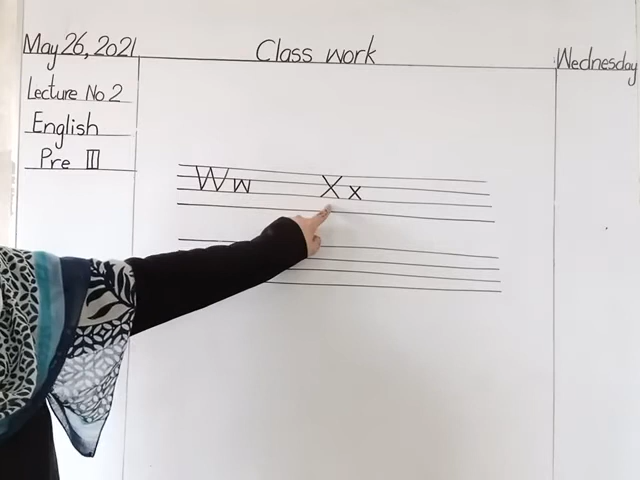 May 26, 2021 Class work Wednesday
Lecture No 2
English
Pre III
Ww Xx